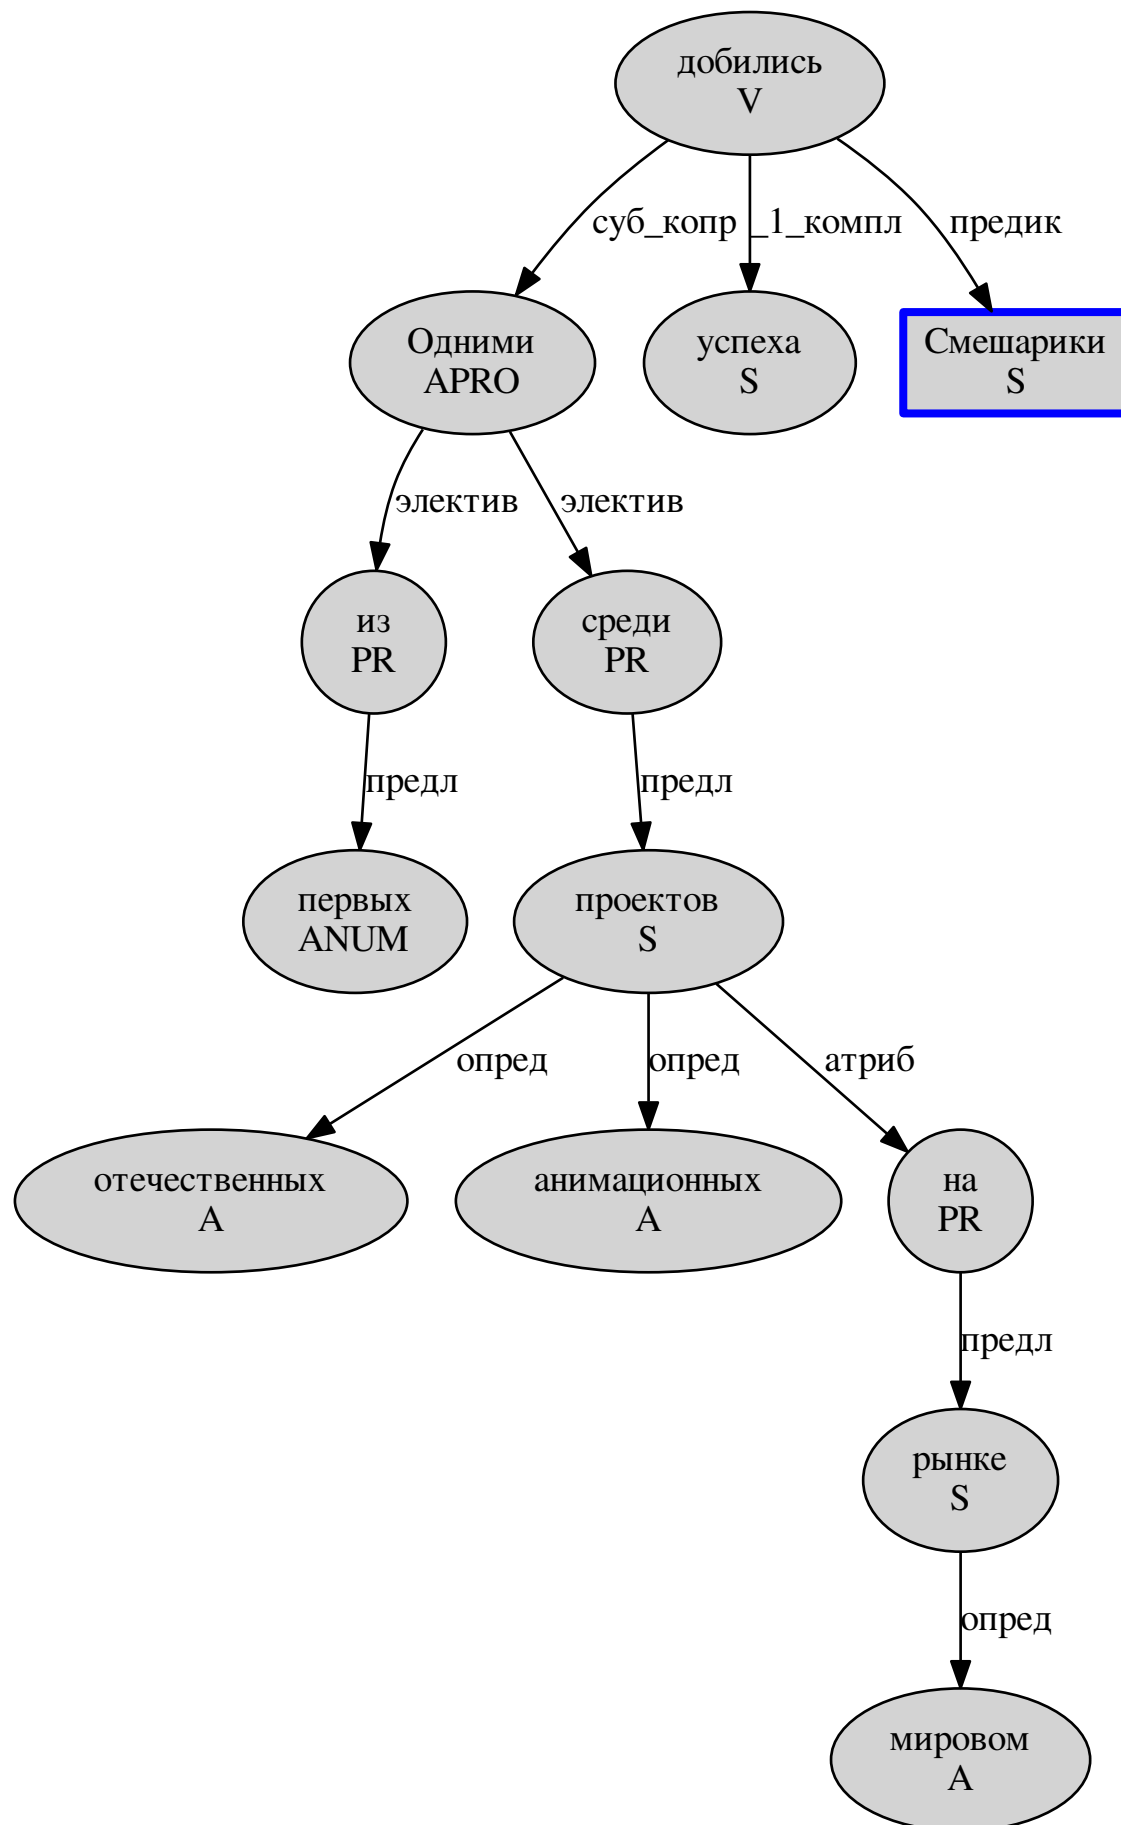 добились
V
суб_копр
_1_компл
предик
Одними
APRO
успеха
S
Смешарики
S
электив
электив
из
PR
среди
PR
предл
предл
первых
ANUM
проектов
S
опред
опред
атриб
отечественных
A
анимационных
A
на
PR
предл
рынке
S
опред
мировом
A